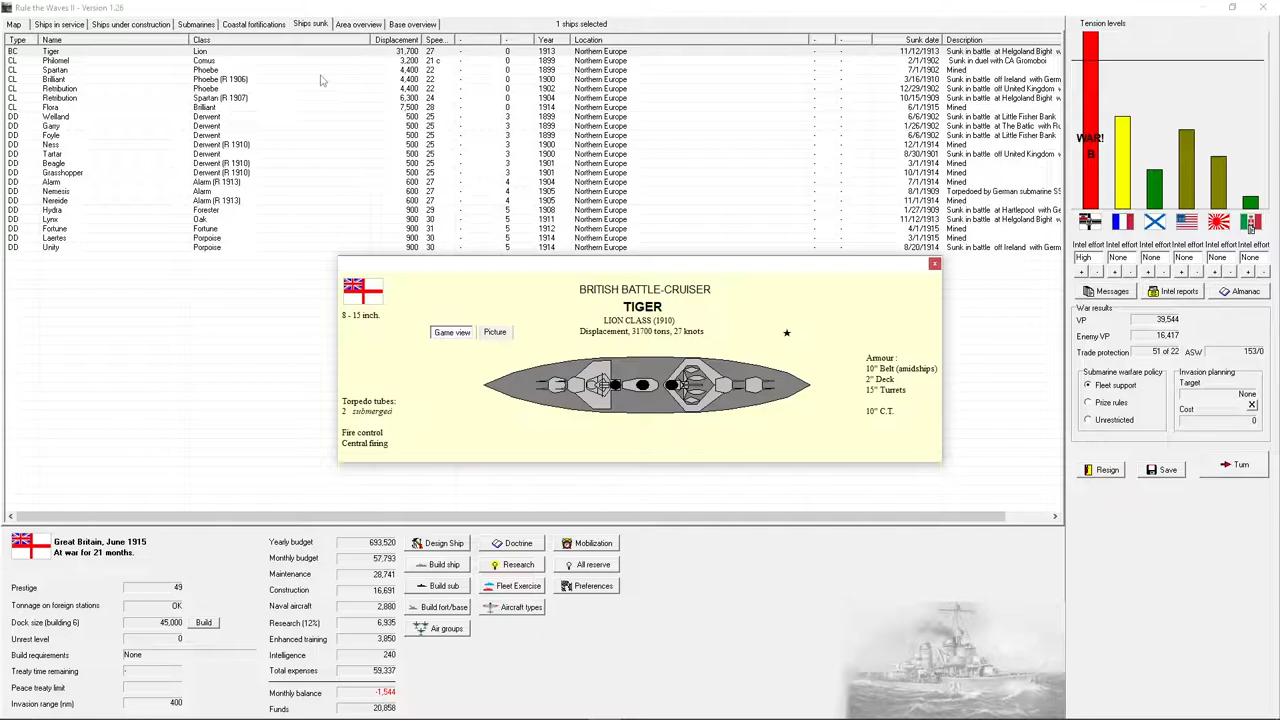 Rule the Waves II - Version 1.26
Map Ships in service Ships under construction Submarines Coastal fortifications Ships sunk Area overview Base overview 1 ships selected
Type Name Class Displacement Spee... - - Year Location - - Sunk date Description
BC Tiger Lion 31,700 27 - 0 1913 Northern Europe - - 11/12/1913 Sunk in battle at Helgoland Bight w
CL Philomel Comus 3,200 21 c - 0 1899 Northern Europe - - 2/1/1902 Sunk in duel with CA Gromoboi
CL Spartan Phoebe 4,400 22 - 0 1899 Northern Europe - - 7/1/1902 Mined
CL Brilliant Phoebe (R 1906) 4,400 22 - 0 1900 Northern Europe - - 3/16/1910 Sunk in battle off Ireland with Germ
CL Retribution Phoebe 4,400 22 - 0 1902 Northern Europe - - 12/29/1902 Sunk in battle off United Kingdom
CL Retribution Spartan (R 1907) 6,300 24 - 0 1904 Northern Europe - - 10/15/1909 Sunk in battle at Helgoland Bight
CL Flora Brilliant 7,500 28 - 0 1914 Northern Europe - - 6/1/1915 Mined
DD Welland Derwent 500 25 - 3 1899 Northern Europe - - 6/6/1902 Sunk in battle at Little Fisher Bank
DD Garry Derwent 500 25 - 3 1899 Northern Europe - - 1/26/1902 Sunk in battle at The Baltic with Ru
DD Foyle Derwent 500 25 - 3 1899 Northern Europe - - 6/6/1902 Sunk in battle at Little Fisher Bank
DD Ness Derwent (R 1910) 500 25 - 3 1900 Northern Europe - - 12/1/1914 Mined
DD Tartar Derwent 500 25 - 3 1900 Northern Europe - - 8/30/1901 Sunk in battle off United Kingdom
DD Beagle Derwent (R 1910) 500 25 - 3 1901 Northern Europe - - 3/1/1914 Mined
DD Grasshopper Derwent (R 1910) 500 25 - 3 1901 Northern Europe - - 10/1/1914 Mined
DD Alarm Alarm (R 1913) 600 27 - 4 1904 Northern Europe - - 7/1/1914 Mined
DD Nemesis Alarm 600 27 - 4 1905 Northern Europe - - 8/1/1909 Torpedoed by German submarine
DD Nereide Alarm (R 1913) 600 27 - 4 1905 Northern Europe - - 11/1/1914 Mined
DD Hydra Forester 900 29 - 5 1908 Northern Europe - - 1/27/1909 Sunk in battle at Hartlepool with Ge
DD Lynx Oak 900 30 - 5 1911 Northern Europe - - 11/12/1913 Sunk in battle at Helgoland Bight
DD Fortune Fortune 900 31 - 5 1912 Northern Europe - - 4/1/1915 Mined
DD Laertes Porpoise 900 30 - 5 1914 Northern Europe - - 3/1/1915 Mined
DD Unity Porpoise 900 30 - 5 1914 Northern Europe - - 8/20/1914 Sunk in battle off Ireland with Germ
BRITISH BATTLE-CRUISER
TIGER
LION CLASS (1910)
Displacement, 31700 tons, 27 knots
8 - 15 inch.
Game view Picture
Armour :
10" Belt (amidships)
2" Deck
15" Turrets
10" C.T.
Torpedo tubes:
2 submerged
Fire control
Central firing
Tension levels
WAR!
B
Intel effort Intel effort Intel effort Intel effort Intel effort Intel effort
High None None None None None
+ - + - + - + - + - + -
Messages Intel reports Almanac
War results
VP 39,544
Enemy VP 16,417
Trade protection 51 of 22 ASW 153/0
Submarine warfare policy
Fleet support
Prize rules
Unrestricted
Invasion planning
Target
None
Cost X
0
Resign Save Turn
Great Britain, June 1915
At war for 21 months.
Prestige 49
Tonnage on foreign stations OK
Dock size (building 6) 45,000 Build
Unrest level 0
Build requirements None
Treaty time remaining -
Peace treaty limit
Invasion range (nm) 400
Yearly budget 693,520
Monthly budget 57,793
Maintenance 28,741
Construction 16,691
Naval aircraft 2,880
Research (12%) 6,935
Enhanced training 3,850
Intelligence 240
Total expenses 59,337
Monthly balance -1,544
Funds 20,858
Design Ship Doctrine Mobilization
Build ship Research All reserve
Build sub Fleet Exercise Preferences
Build fort/base Aircraft types
Air groups